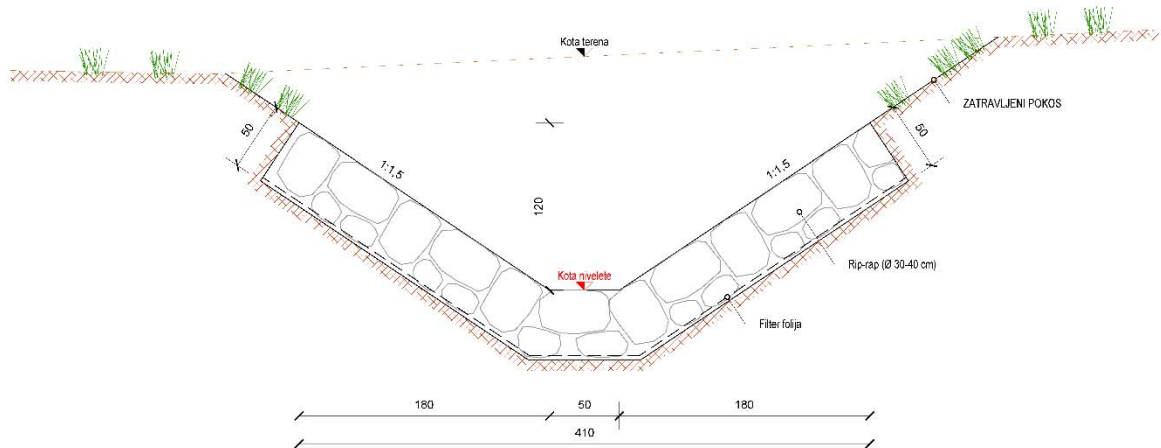 Kota terena
ZATRAVLJENI POKOS
50
50
1:1,5
1:1,5
120
Rip-rap (Ø 30-40 cm)
Kota nivelete
Filter folija
180
50
180
410